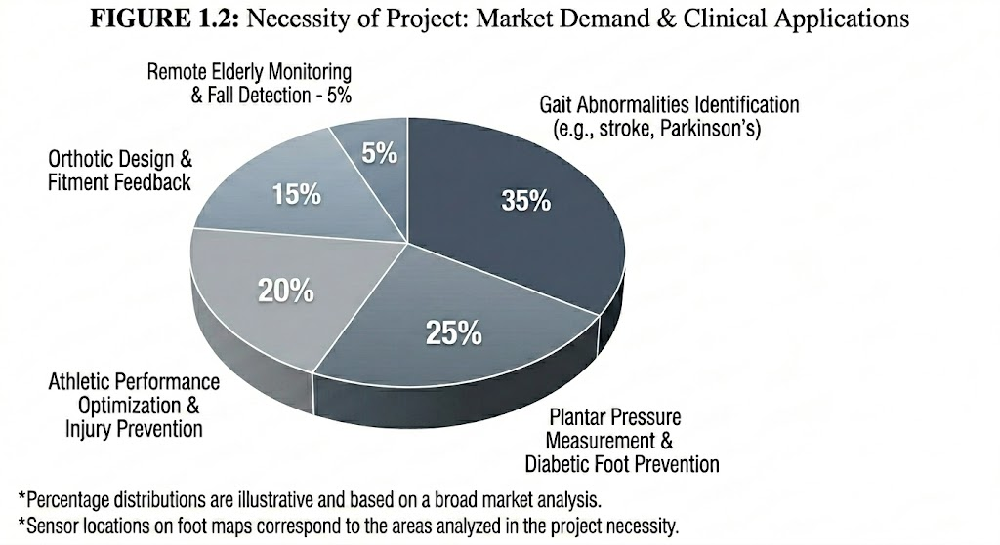 FIGURE 1.2: Necessity of Project: Market Demand & Clinical Applications
Remote Elderly Monitoring
& Fall Detection - 5%
Gait Abnormalities Identification
(e.g., stroke, Parkinson's)
Orthotic Design &
Fitment Feedback
5%
15%
35%
20%
25%
Athletic Performance
Optimization &
Injury Prevention
Plantar Pressure
Measurement &
Diabetic Foot Prevention
*Percentage distributions are illustrative and based on a broad market analysis.
*Sensor locations on foot maps correspond to the areas analyzed in the project necessity.